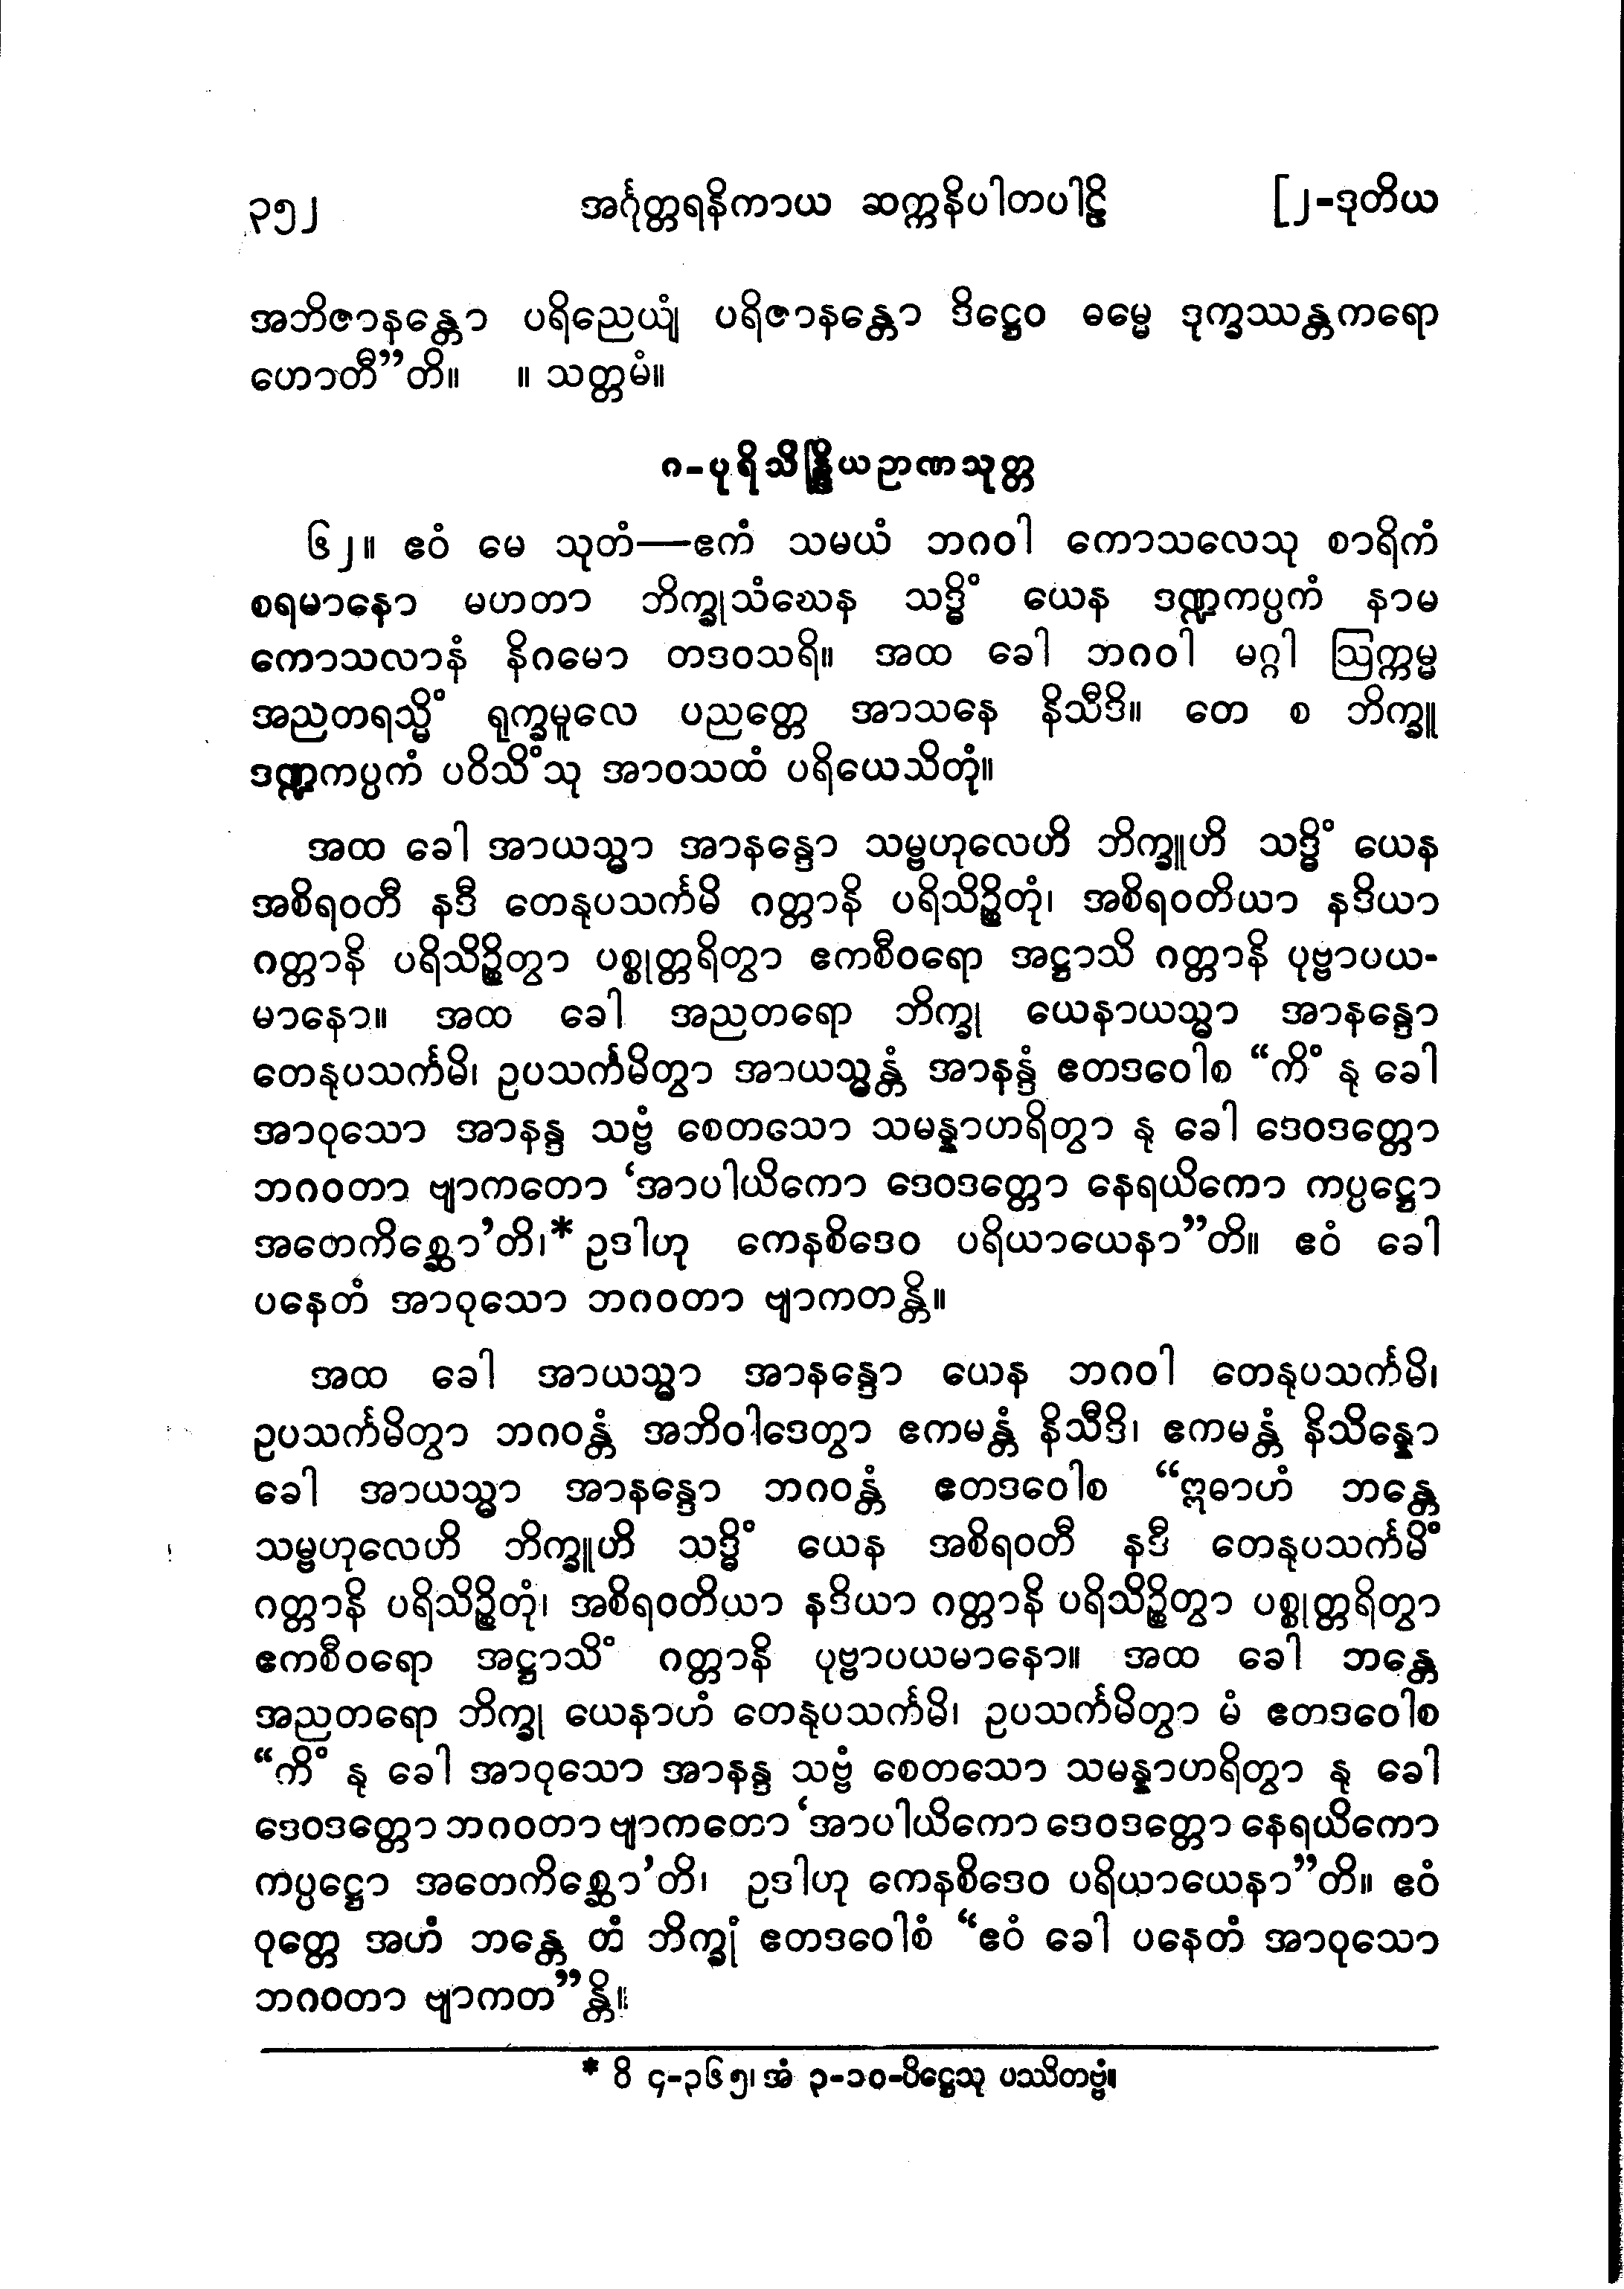 ၃၅၂ အင်္ဂုတ္တရနိကာယ ဆက္ကနိပါတပါဠိ [၂-ဒုတိယ
အဘိဇာနန္တော ပရိညေယျံ ပရိဇာနန္တော ဒိဋ္ဌေဝ ဓမ္မေ ဒုက္ခဿန္တကရော
ဟောတီ”တိ။ ။ သတ္တမံ။
ဂ-ပုရိသိန္ဒြိယဉာဏသုတ္တ
၆၂။ ဧဝံ မေ သုတံ—ဧကံ သမယံ ဘဂဝါ ကောသလေသု စာရိကံ
စရမာနော မဟတာ ဘိက္ခုသံဃေန သဒ္ဓိံ ယေန ဒဏ္ဍကပ္ပကံ နာမ
ကောသလာနံ နိဂမော တဒဝသရိ။ အထ ခေါ ဘဂဝါ မဂ္ဂါ ဩက္ကမ္မ
အညတရသ္မိံ ရုက္ခမူလေ ပညတ္တေ အာသနေ နိသီဒိ။ တေ စ ဘိက္ခူ
ဒဏ္ဍကပ္ပကံ ပဝိသိံသု အာဝသထံ ပရိယေသိတုံ။
အထ ခေါ အာယသ္မာ အာနန္ဒော သမ္ဗဟုလေဟိ ဘိက္ခူဟိ သဒ္ဓိံ ယေန
အစိရဝတီ နဒီ တေနုပသင်္ကမိ ဂတ္တာနိ ပရိသိဉ္စိတုံ၊ အစိရဝတိယာ နဒိယာ
ဂတ္တာနိ ပရိသိဉ္စိတွာ ပစ္စုတ္တရိတွာ ဧကစီဝရော အဋ္ဌာသိ ဂတ္တာနိ ပုဗ္ဗာပယ-
မာနော။ အထ ခေါ အညတရော ဘိက္ခု ယေနာယသ္မာ အာနန္ဒော
တေနုပသင်္ကမိ၊ ဥပသင်္ကမိတွာ အာယသ္မန္တံ အာနန္ဒံ ဧတဒဝေါစ “ကိံ နု ခေါ
အာဝုသော အာနန္ဒ သဗ္ဗံ စေတသော သမန္နာဟရိတွာ နု ခေါ ဒေဝဒတ္တော
ဘဂဝတာ ဗျာကတော ‘အာပါယိကော ဒေဝဒတ္တော နေရယိကော ကပ္ပဋ္ဌော
အတေကိစ္ဆော’တိ၊* ဥဒါဟု ကေနစိဒေဝ ပရိယာယေနာ”တိ။ ဧဝံ ခေါ
ပနေတံ အာဝုသော ဘဂဝတာ ဗျာကတန္တိ။
အထ ခေါ အာယသ္မာ အာနန္ဒော ယေန ဘဂဝါ တေနုပသင်္ကမိ၊
ဥပသင်္ကမိတွာ ဘဂဝန္တံ အဘိဝါဒေတွာ ဧကမန္တံ နိသီဒိ၊ ဧကမန္တံ နိသိန္နော
ခေါ အာယသ္မာ အာနန္ဒော ဘဂဝန္တံ ဧတဒဝေါစ “ဣဓာဟံ ဘန္တေ
သမ္ဗဟုလေဟိ ဘိက္ခူဟိ သဒ္ဓိံ ယေန အစိရဝတီ နဒီ တေနုပသင်္ကမိံ
ဂတ္တာနိ ပရိသိဉ္စိတုံ၊ အစိရဝတိယာ နဒိယာ ဂတ္တာနိ ပရိသိဉ္စိတွာ ပစ္စုတ္တရိတွာ
ဧကစီဝရော အဋ္ဌာသိံ ဂတ္တာနိ ပုဗ္ဗာပယမာနော။ အထ ခေါ ဘန္တေ
အညတရော ဘိက္ခု ယေနာဟံ တေနုပသင်္ကမိ၊ ဥပသင်္ကမိတွာ မံ ဧတဒဝေါစ
“ကိံ နု ခေါ အာဝုသော အာနန္ဒ သဗ္ဗံ စေတသော သမန္နာဟရိတွာ နု ခေါ
ဒေဝဒတ္တော ဘဂဝတာ ဗျာကတော ‘အာပါယိကော ဒေဝဒတ္တော နေရယိကော
ကပ္ပဋ္ဌော အတေကိစ္ဆော’တိ၊ ဥဒါဟု ကေနစိဒေဝ ပရိယာယေနာ”တိ။ ဧဝံ
ဝုတ္တေ အဟံ ဘန္တေ တံ ဘိက္ခုံ ဧတဒဝေါစံ “ဧဝံ ခေါ ပနေတံ အာဝုသော
ဘဂဝတာ ဗျာကတ”န္တိ။
* ဝိ ၄-၃၆၅၊ အံ ၃-၁၀-ပိဋ္ဌေသု ပဿိတဗ္ဗံ။